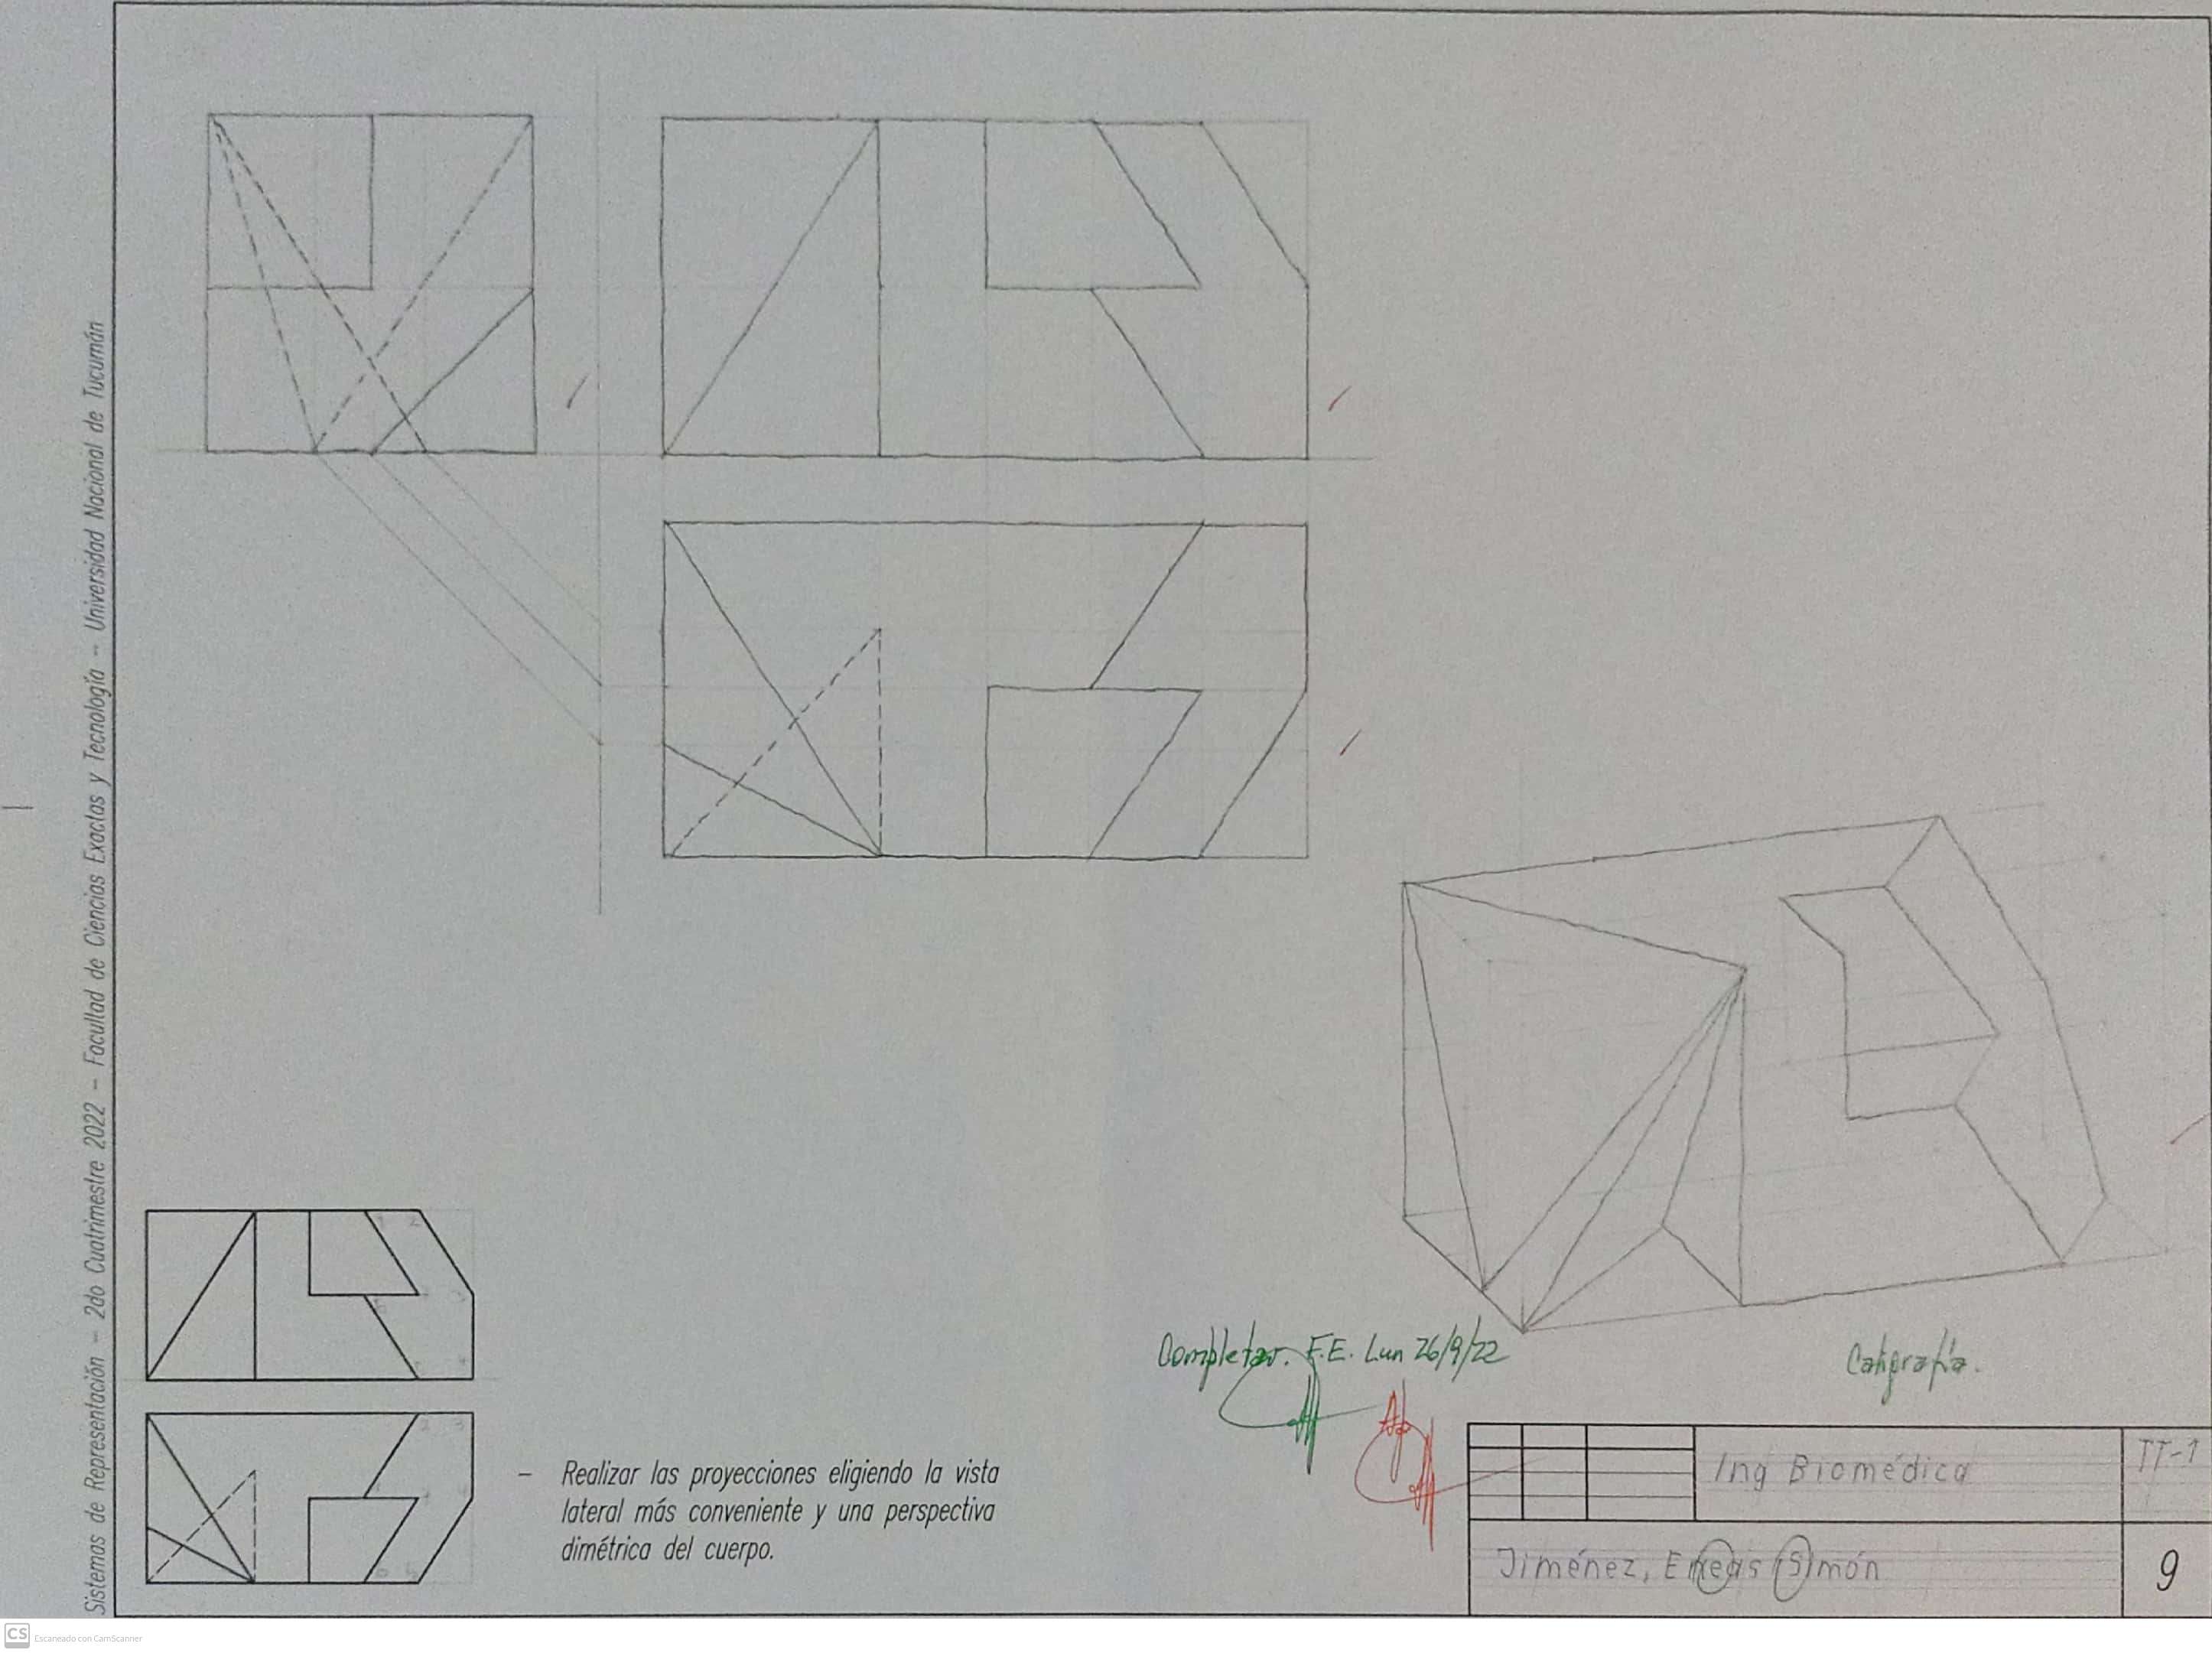 Sistemas de Representación - 2do Cuatrimestre 2022 - Facultad de Ciencias Exactas y Tecnología - Universidad Nacional de Tucumán
- Realizar las proyecciones eligiendo la vista
lateral más conveniente y una perspectiva
dimétrica del cuerpo.
Completar. F.E. Lun 26/9/22
Caligrafía.
Ap
Ing Biomédica
TT-1
Jiménez, Eneas Simón
9
CS Escaneado con CamScanner